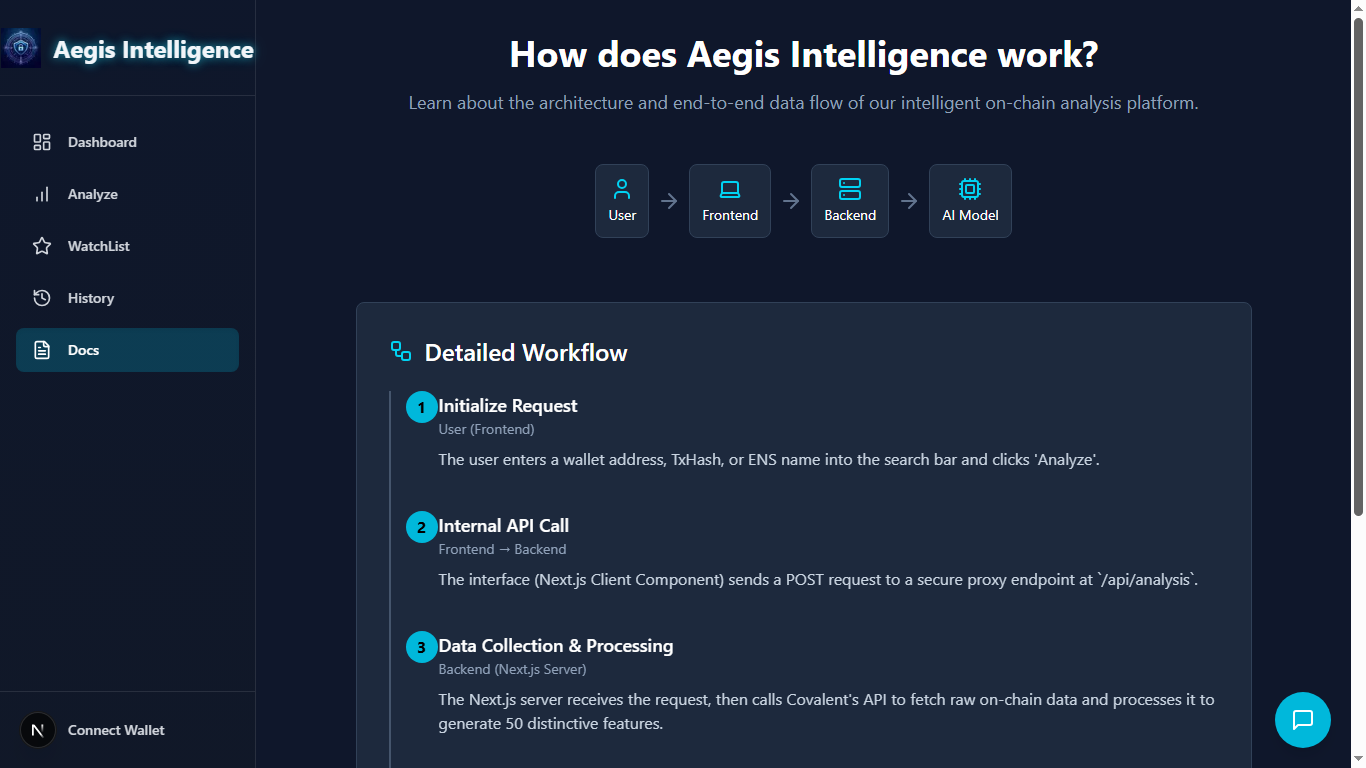 Aegis Intelligence
Dashboard
Analyze
WatchList
History
Docs
N
Connect Wallet
How does Aegis Intelligence work?
Learn about the architecture and end-to-end data flow of our intelligent on-chain analysis platform.
User
Frontend
Backend
AI Model
Detailed Workflow
1 Initialize Request
User (Frontend)
The user enters a wallet address, TxHash, or ENS name into the search bar and clicks 'Analyze'.
2 Internal API Call
Frontend → Backend
The interface (Next.js Client Component) sends a POST request to a secure proxy endpoint at `/api/analysis`.
3 Data Collection & Processing
Backend (Next.js Server)
The Next.js server receives the request, then calls Covalent's API to fetch raw on-chain data and processes it to
generate 50 distinctive features.